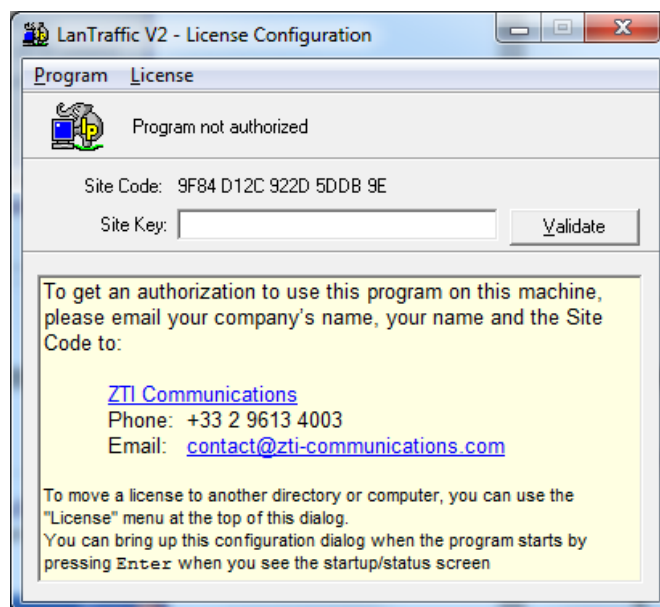 LanTraffic V2 - License Configuration
Program License
Program not authorized
Site Code: 9F84 D12C 922D 5DDB 9E
Site Key:
Validate
To get an authorization to use this program on this machine,
please email your company's name, your name and the Site
Code to:
ZTI Communications
Phone: +33 2 9613 4003
Email: contact@zti-communications.com
To move a license to another directory or computer, you can use the
"License" menu at the top of this dialog.
You can bring up this configuration dialog when the program starts by
pressing Enter when you see the startup/status screen